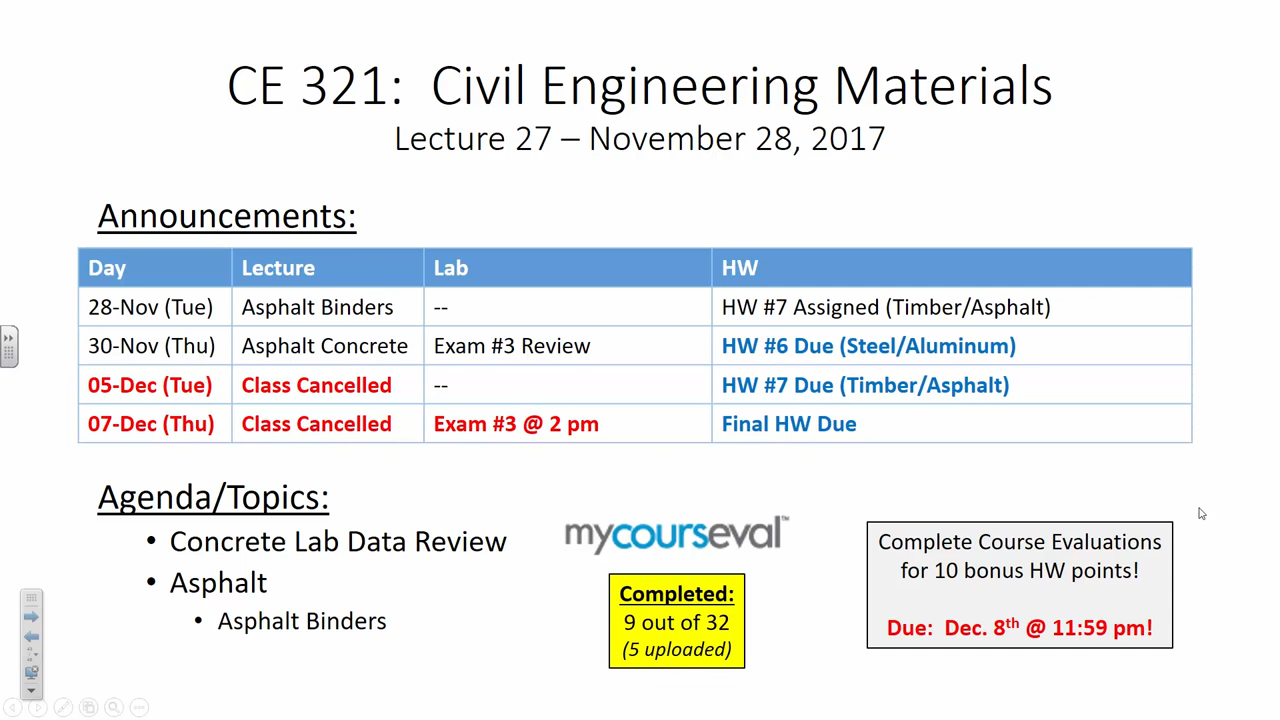 CE 321:  Civil Engineering Materials
Lecture 27 – November 28, 2017
Announcements:
Day Lecture Lab HW
28-Nov (Tue) Asphalt Binders -- HW #7 Assigned (Timber/Asphalt)
30-Nov (Thu) Asphalt Concrete Exam #3 Review HW #6 Due (Steel/Aluminum)
05-Dec (Tue) Class Cancelled -- HW #7 Due (Timber/Asphalt)
07-Dec (Thu) Class Cancelled Exam #3 @ 2 pm Final HW Due
Agenda/Topics:
• Concrete Lab Data Review
• Asphalt
• Asphalt Binders
mycourseval™
Completed:
9 out of 32
(5 uploaded)
Complete Course Evaluations
for 10 bonus HW points!
Due:  Dec. 8th @ 11:59 pm!